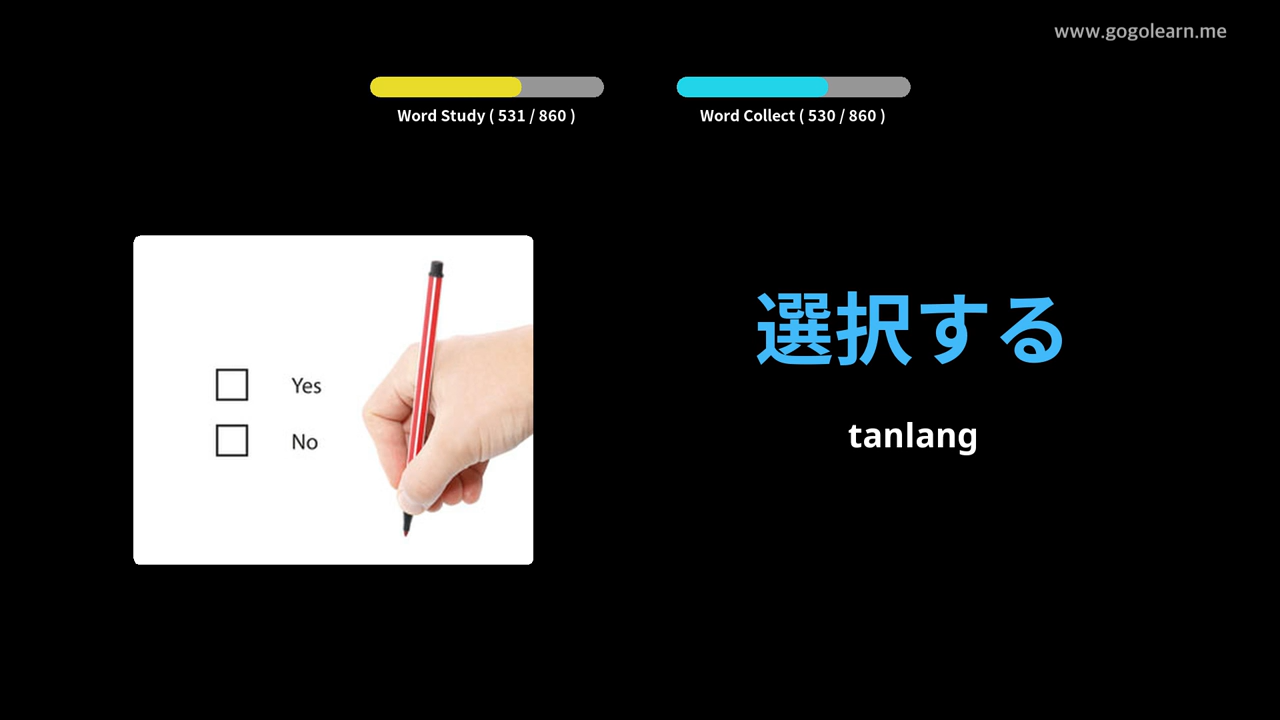 www.gogolearn.me
Word Study ( 531 / 860 )
Word Collect ( 530 / 860 )
Yes
No
選択する
tanlang